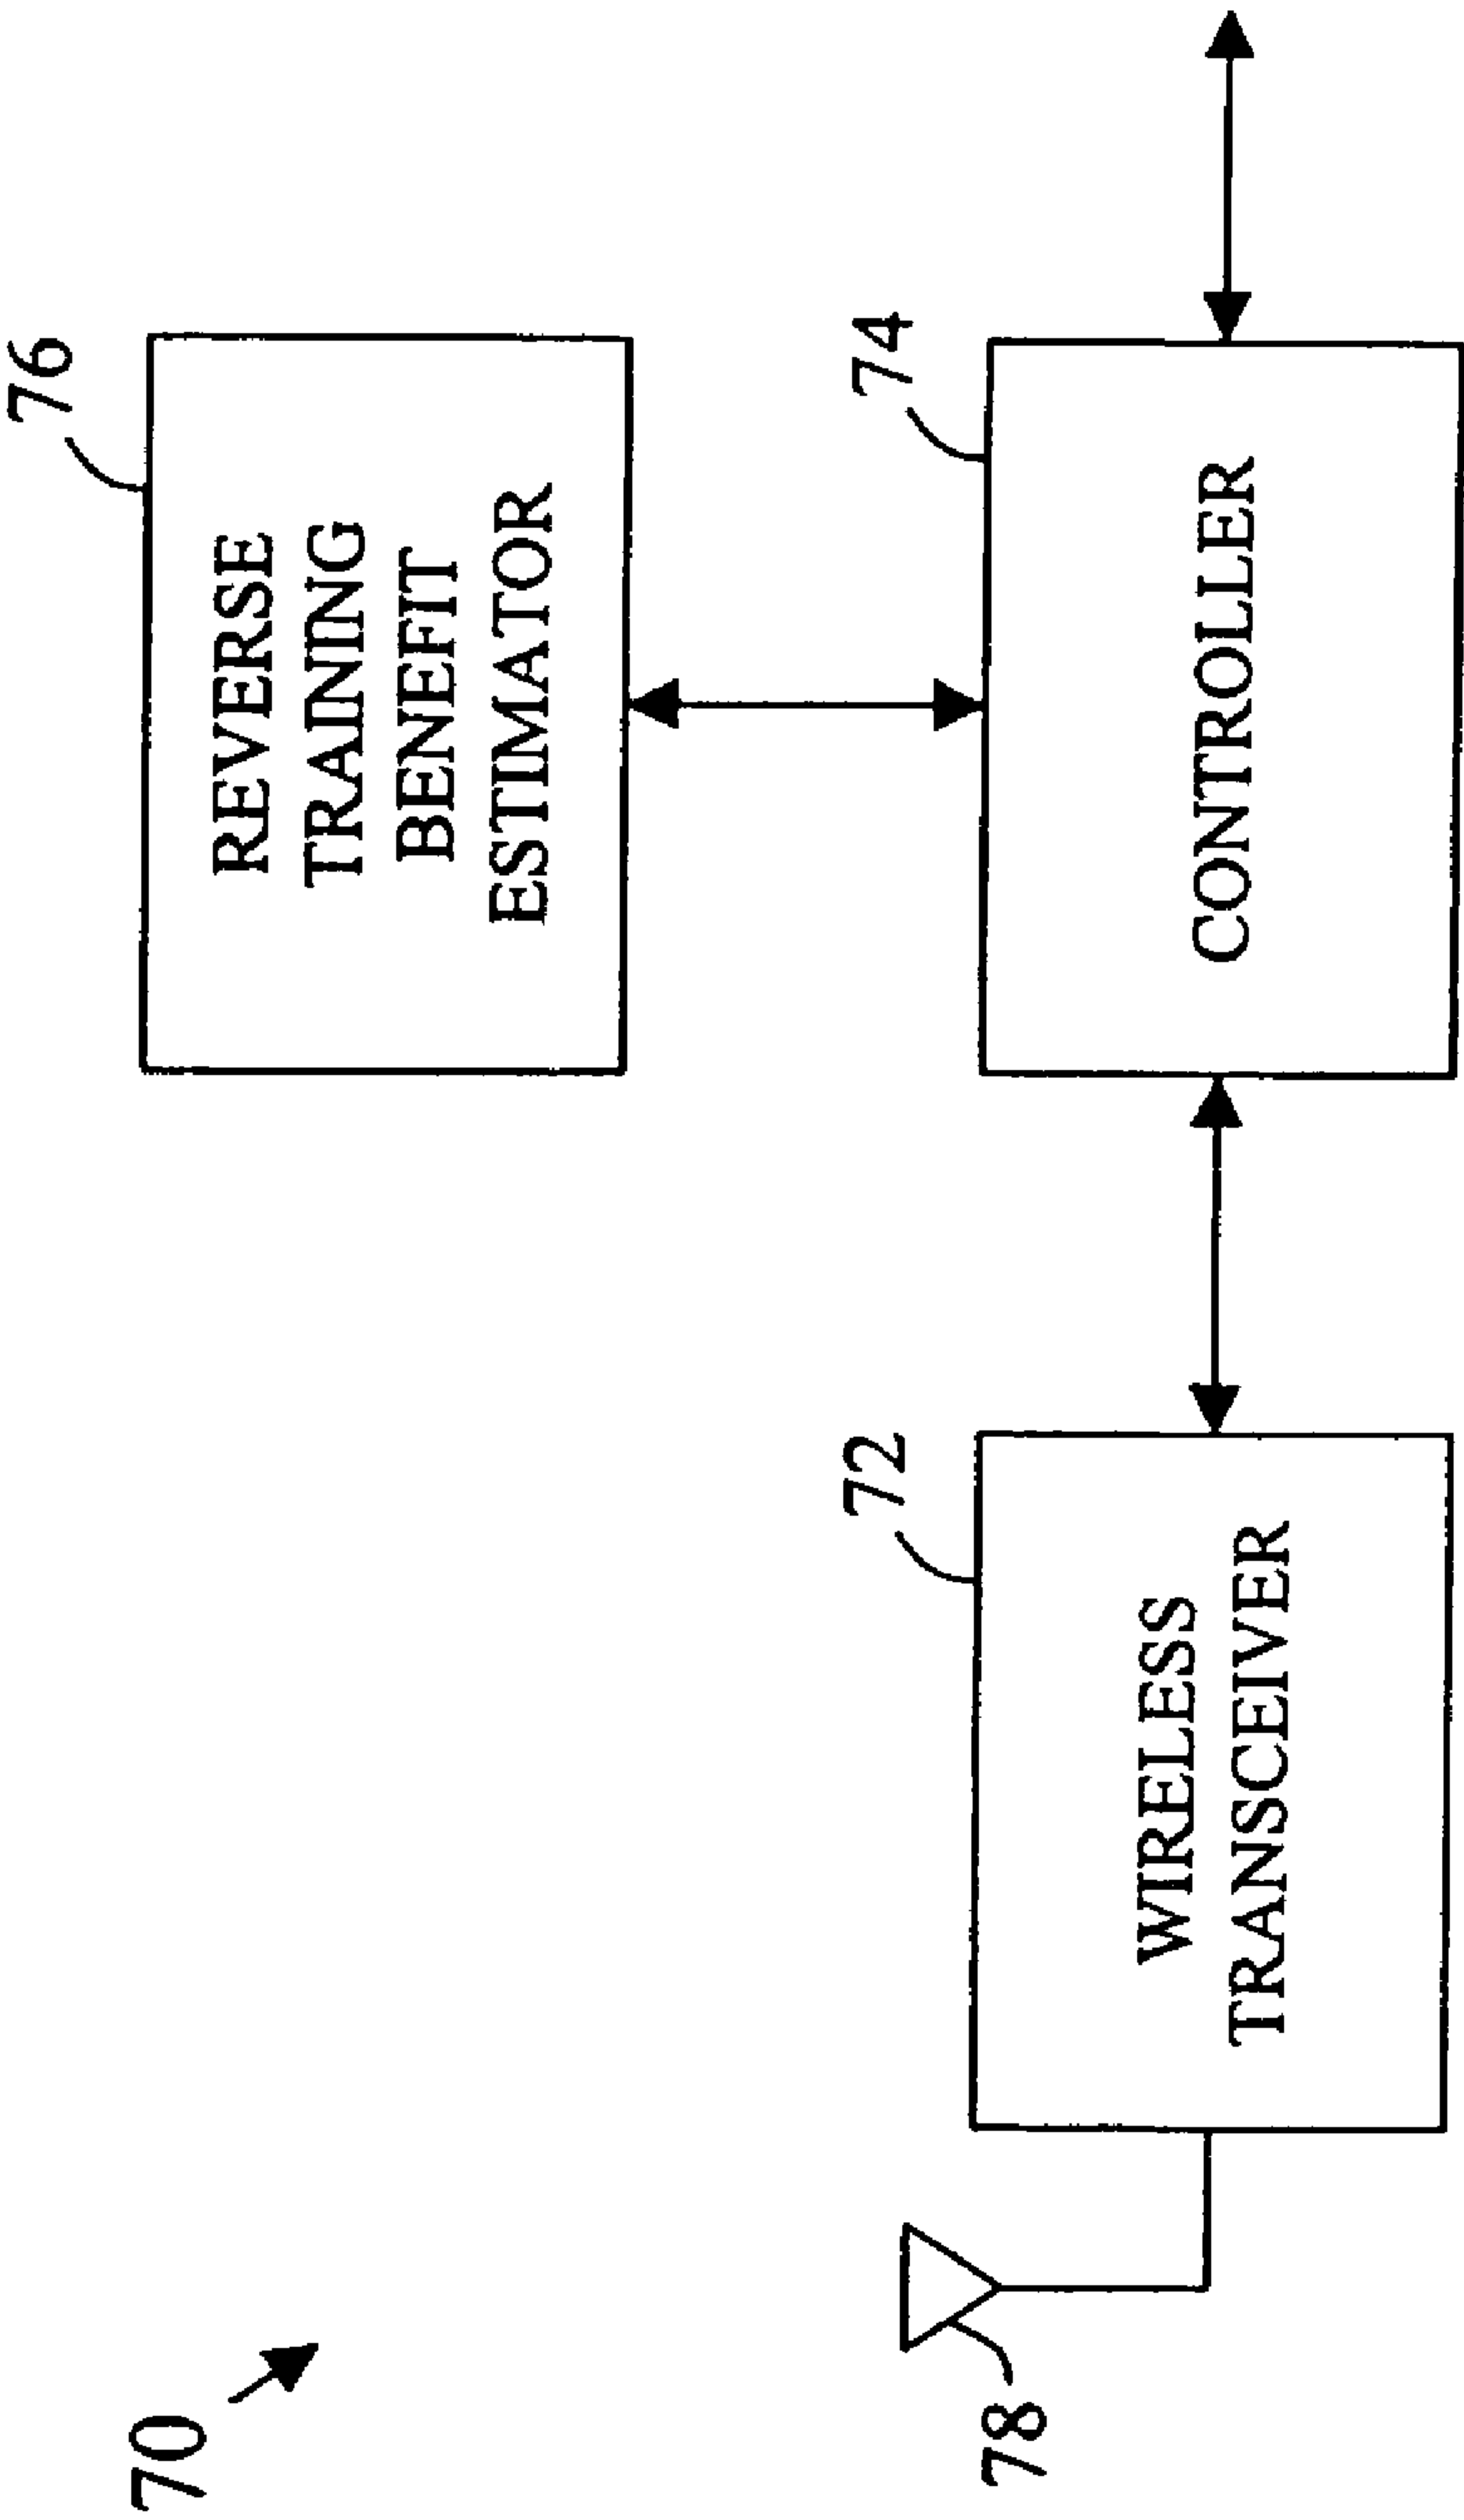 70
76
REVERSE
TRAINING
BENEFIT
ESTIMATOR
78
72
WIRELESS
TRANSCEIVER
74
CONTROLLER